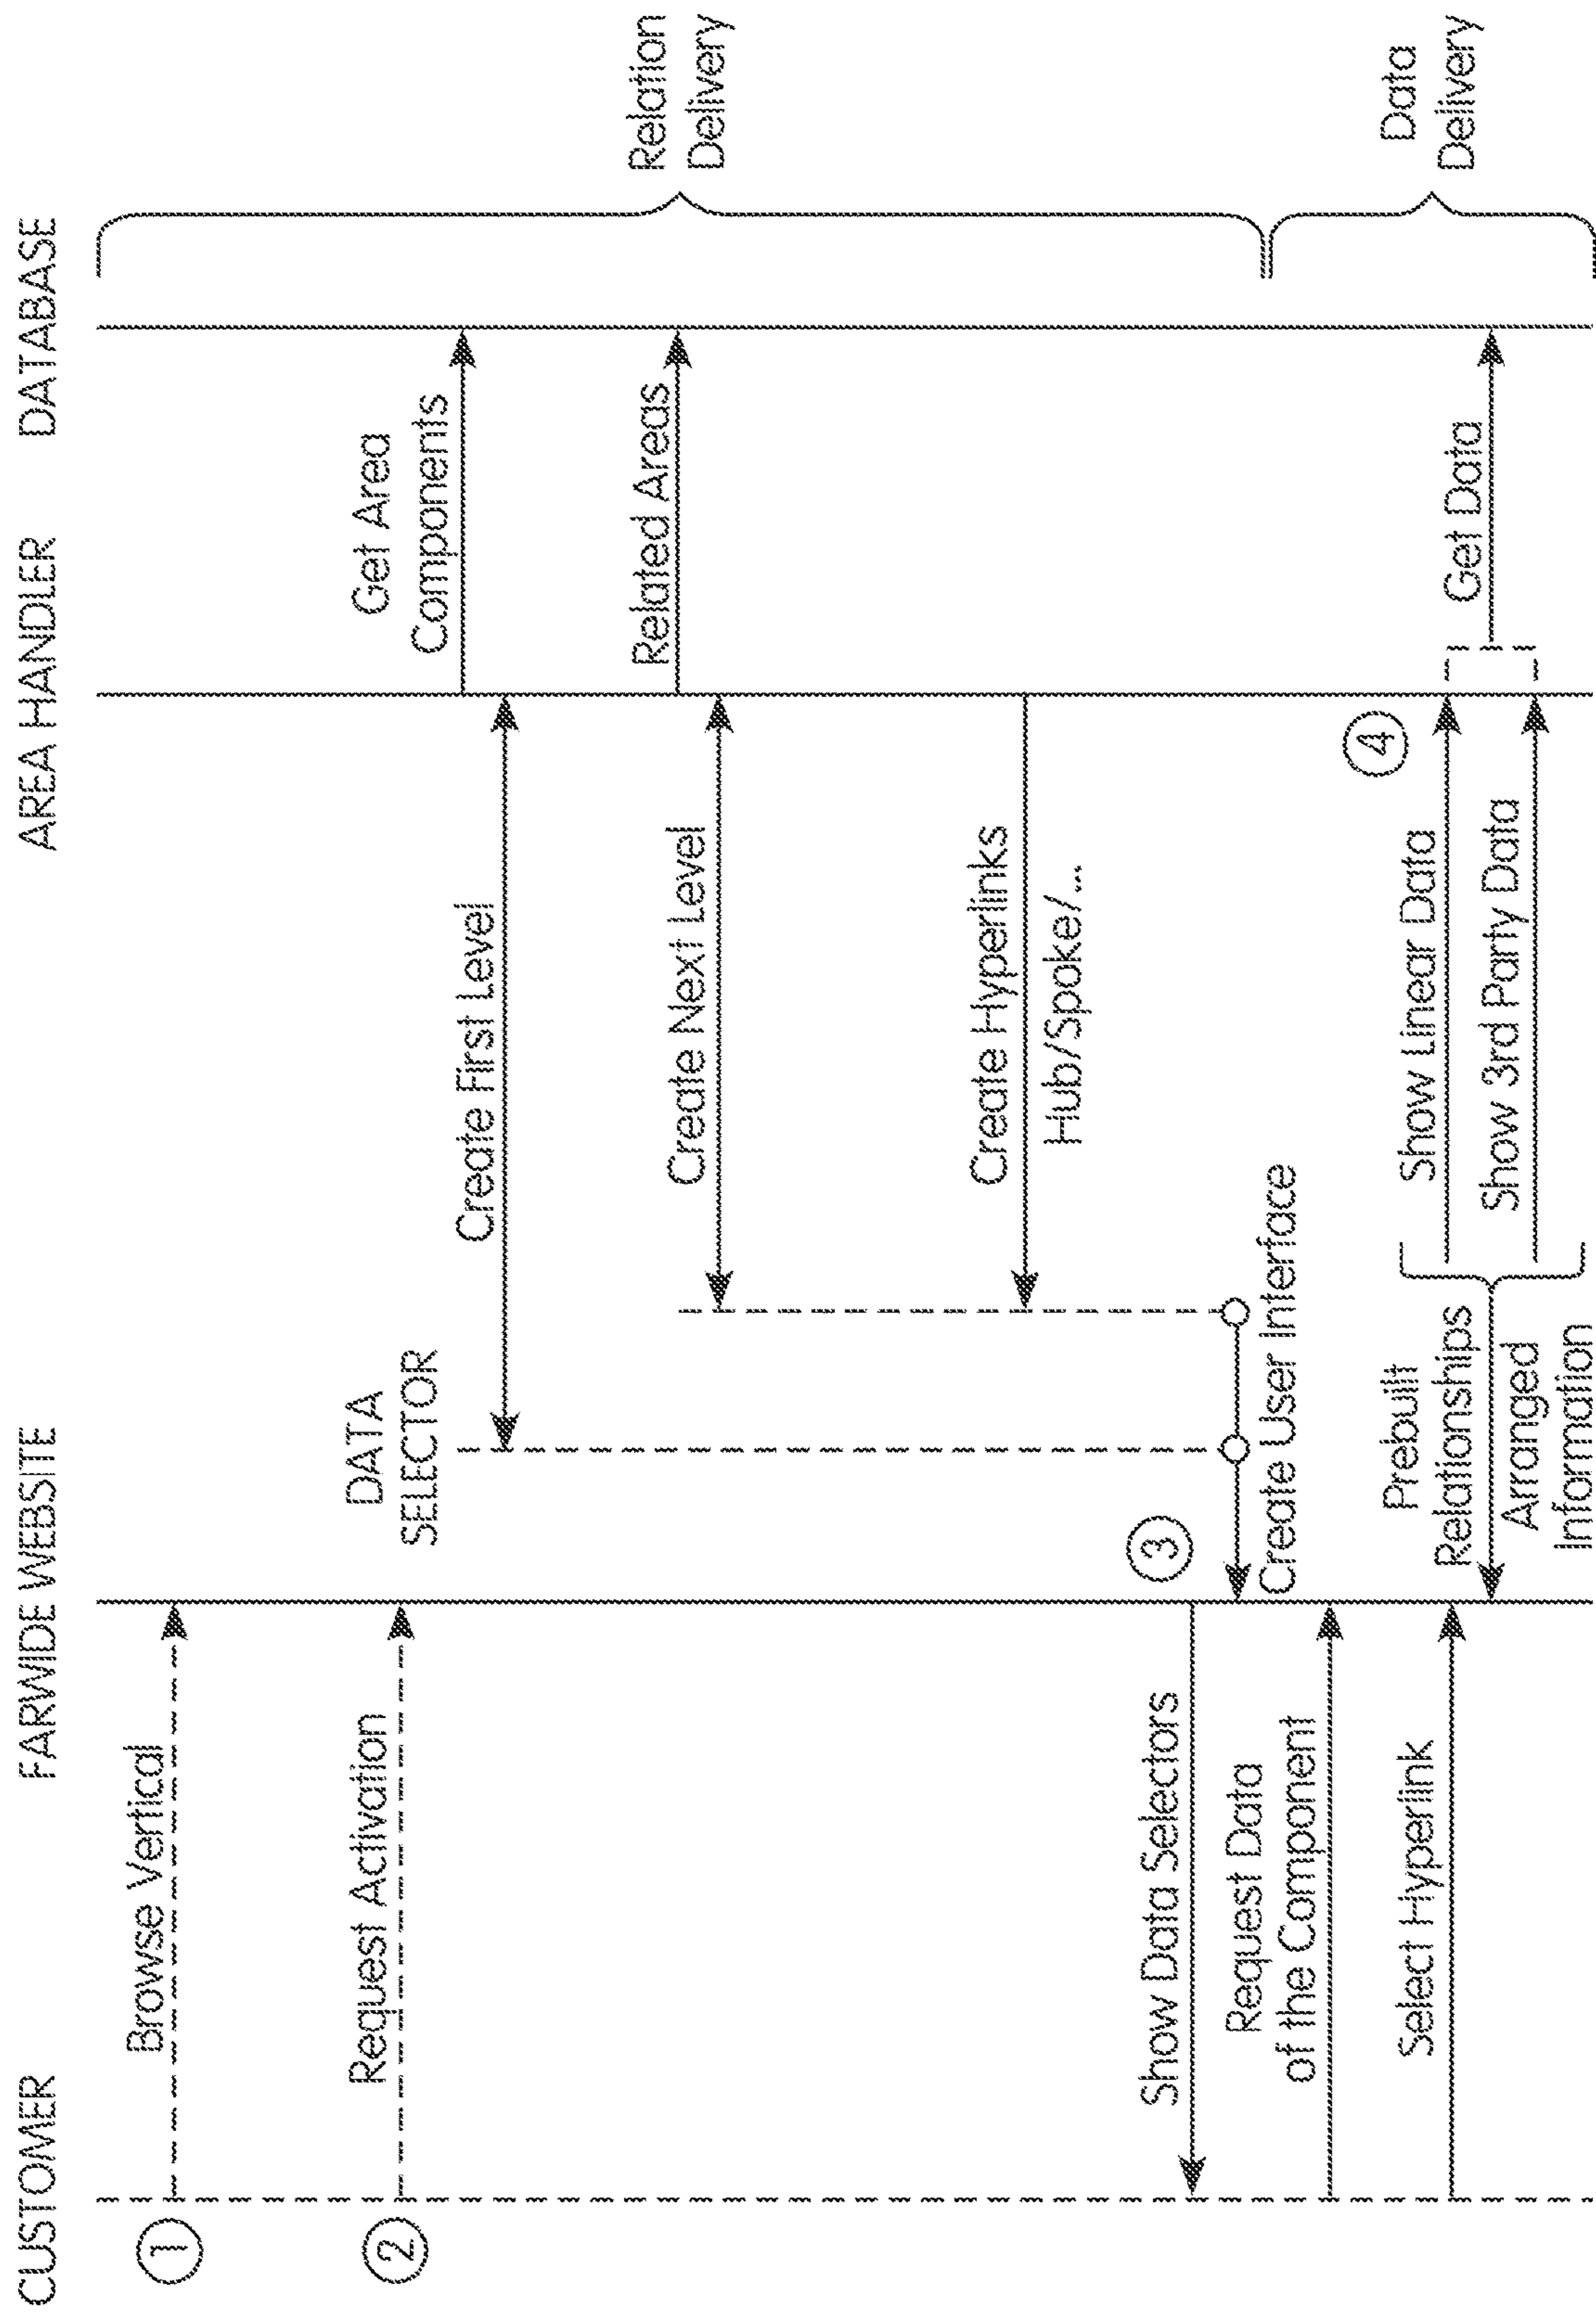 CUSTOMER
FARWIDE WEBSITE
AREA HANDLER
DATABASE
1
Browse Vertical
2
Request Activation
DATA
SELECTOR
Get Area
Components
Create First Level
Related Areas
Create Next Level
Relation
Delivery
Create Hyperlinks
Hub/Spoke/...
3
Show Data Selectors
Create User Interface
Request Data
of the Component
4
Select Hyperlink
Prebuilt
Relationships
Arranged
Information
Show Linear Data
Show 3rd Party Data
Get Data
Data
Delivery